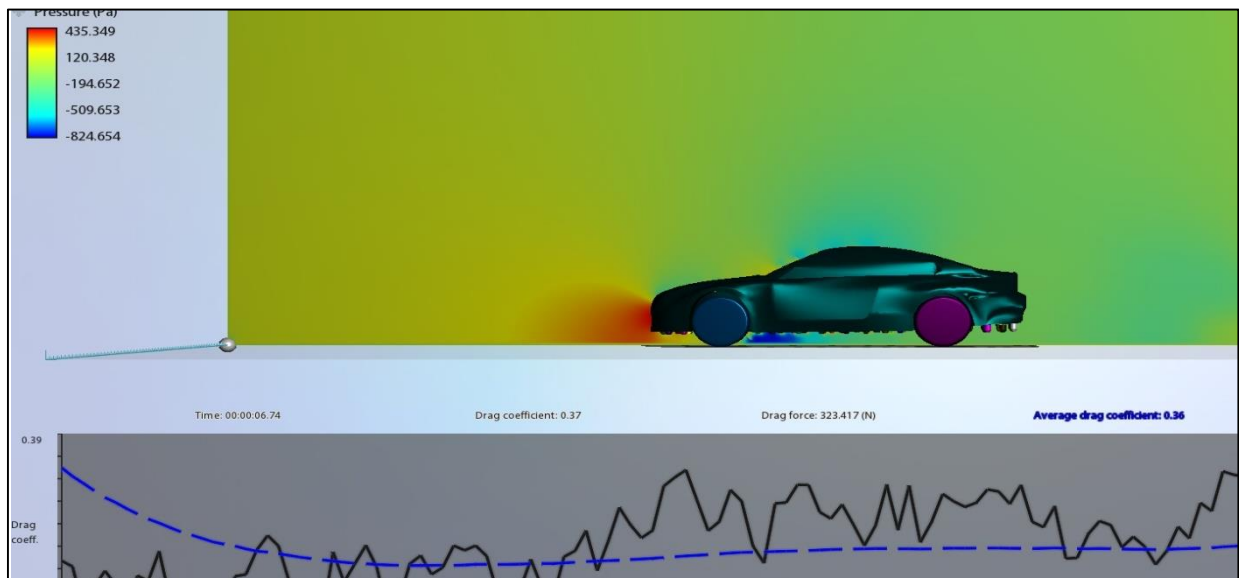 Pressure (Pa)
435.349
120.348
-194.652
-509.653
-824.654
Time: 00:00:06.74 Drag coefficient: 0.37 Drag force: 323.417 (N) Average drag coefficient: 0.36
0.39
Drag
coeff.